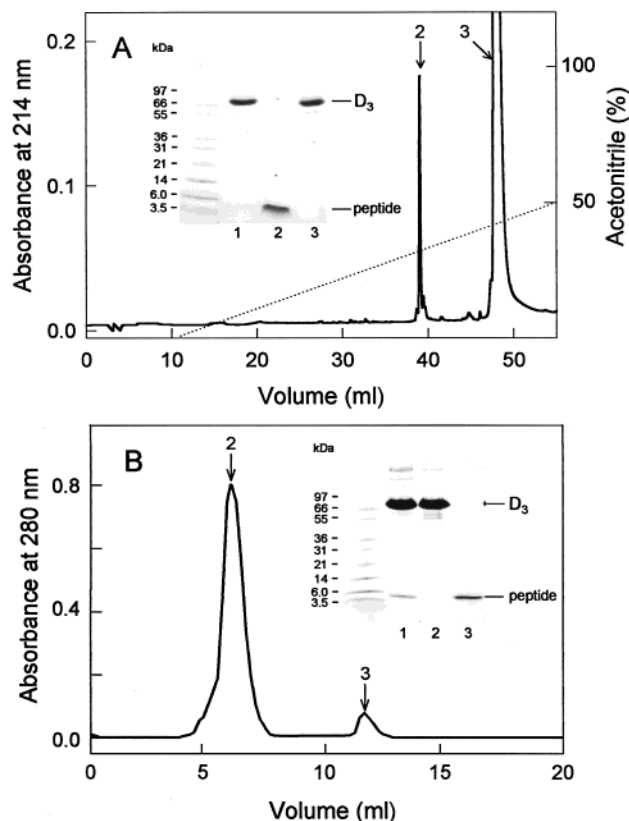 A
Absorbance at 214 nm
0.2
0.1
0.0
kDa
97
66
55
36
31
21
14
6.0
3.5
D3
peptide
1 2 3
2
3
100
50
Acetonitrile (%)
0 10 20 30 40 50
Volume (ml)
B
Absorbance at 280 nm
0.8
0.4
0.0
2
3
kDa
97
66
55
36
31
21
14
6.0
3.5
D3
peptide
1 2 3
0 5 10 15 20
Volume (ml)